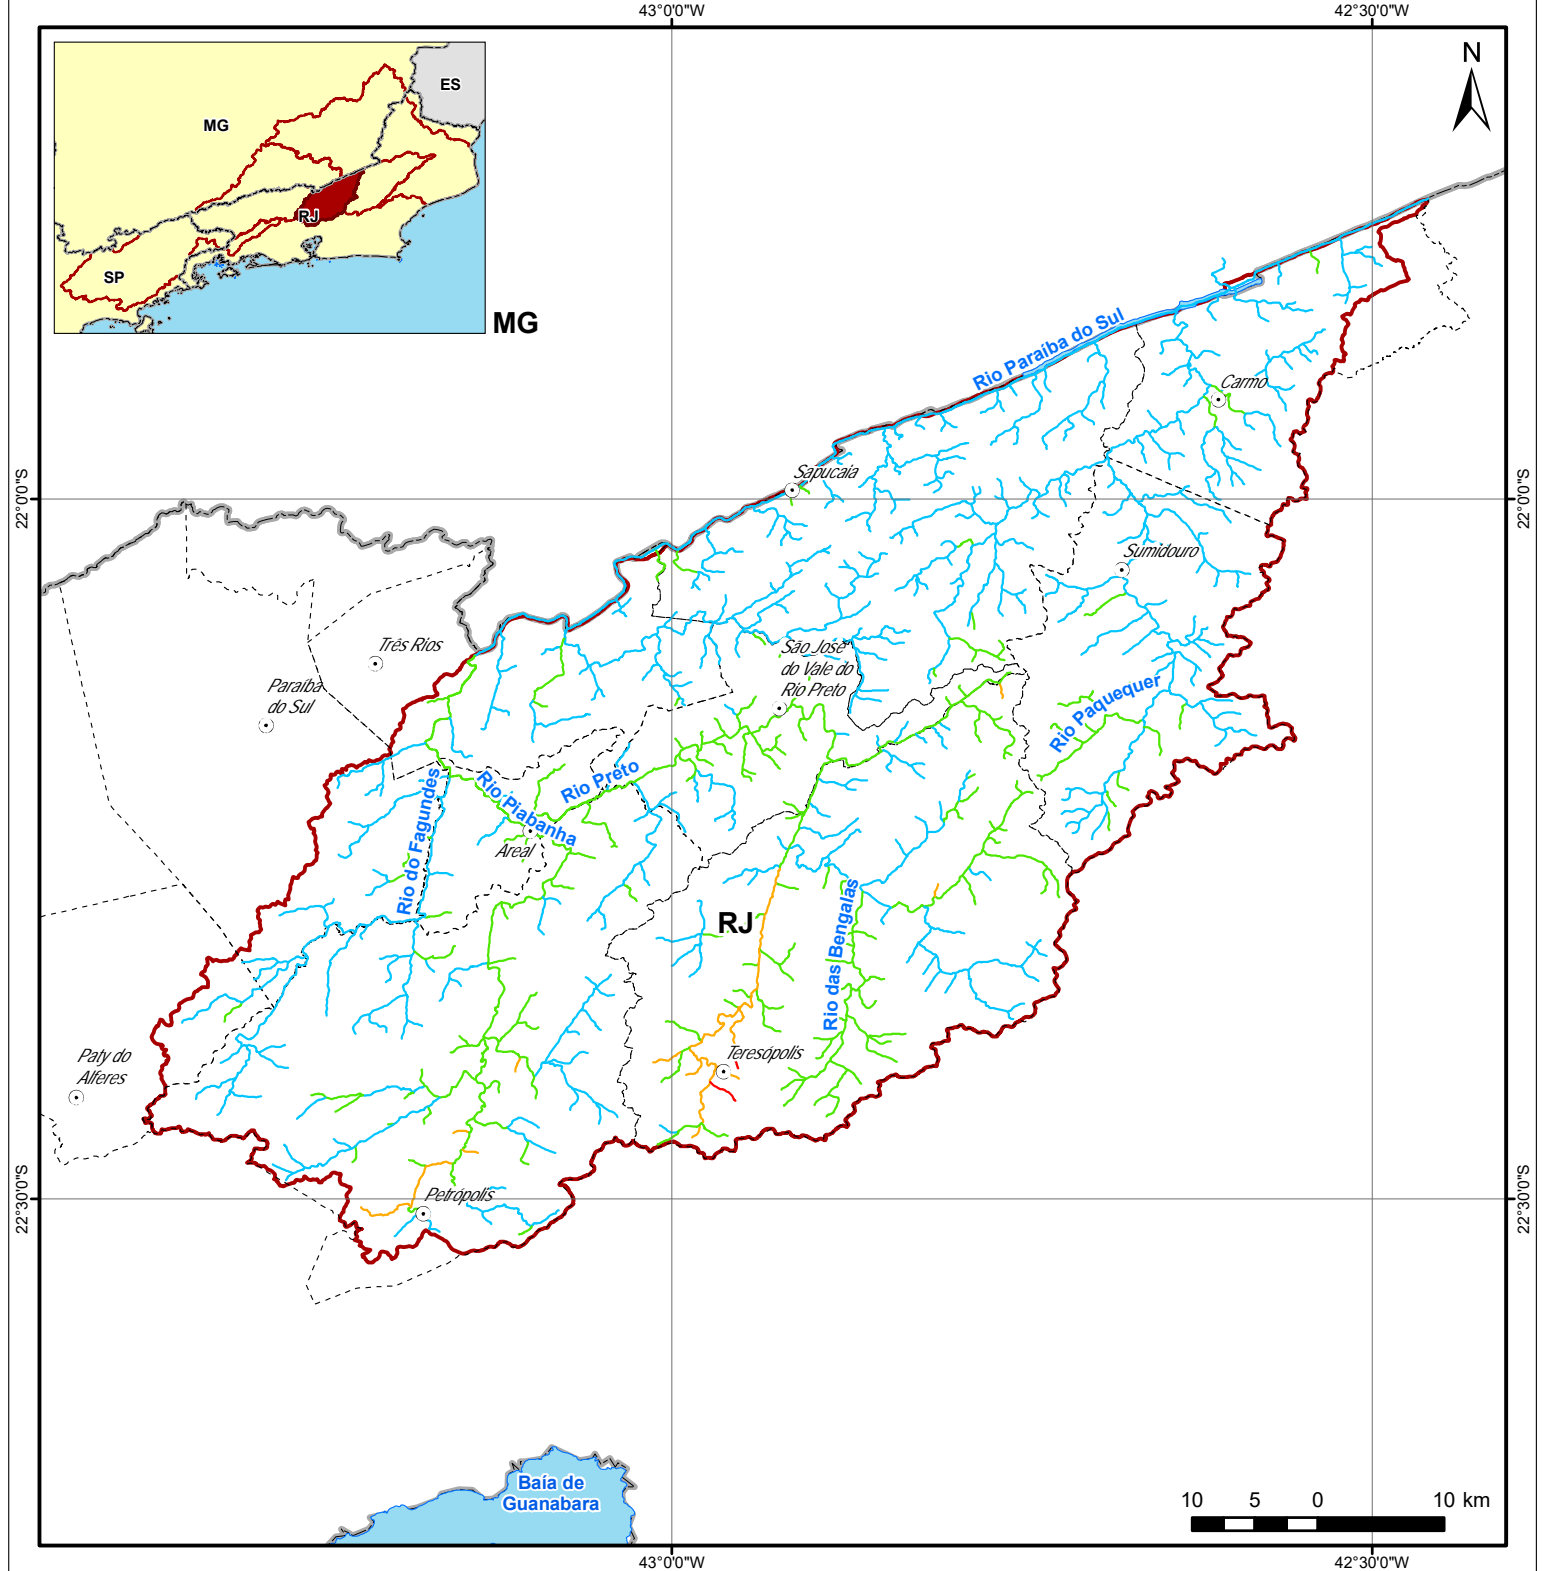 43°0'0"W
42°30'0"W
N
ES
MG
RJ
SP
MG
Rio Paraíba do Sul
Carmo
Sapucaia
22°0'0"S
22°0'0"S
Sumidouro
Três Rios
São José
do Vale do
Rio Preto
Paraíba
do Sul
Rio Paquequer
Rio Preto
Rio Piabanha
Rio do Fagundes
Areal
RJ
Rio das Bengalas
Teresópolis
Paty do
Alferes
Petrópolis
22°30'0"S
22°30'0"S
Baía de
Guanabara
10 5 0 10 km
43°0'0"W
42°30'0"W